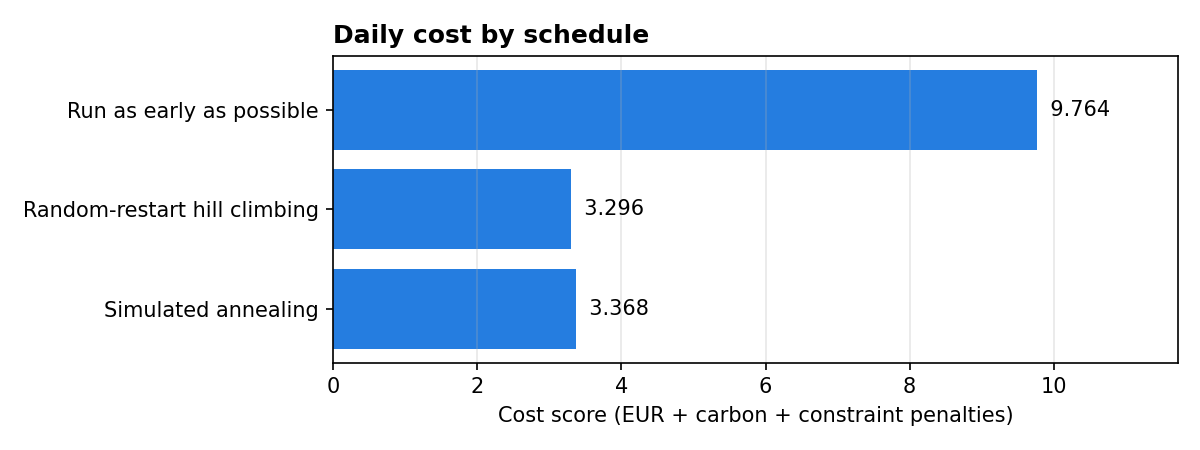 Daily cost by schedule
Run as early as possible
9.764
Random-restart hill climbing
3.296
Simulated annealing
3.368
0 2 4 6 8 10
Cost score (EUR + carbon + constraint penalties)